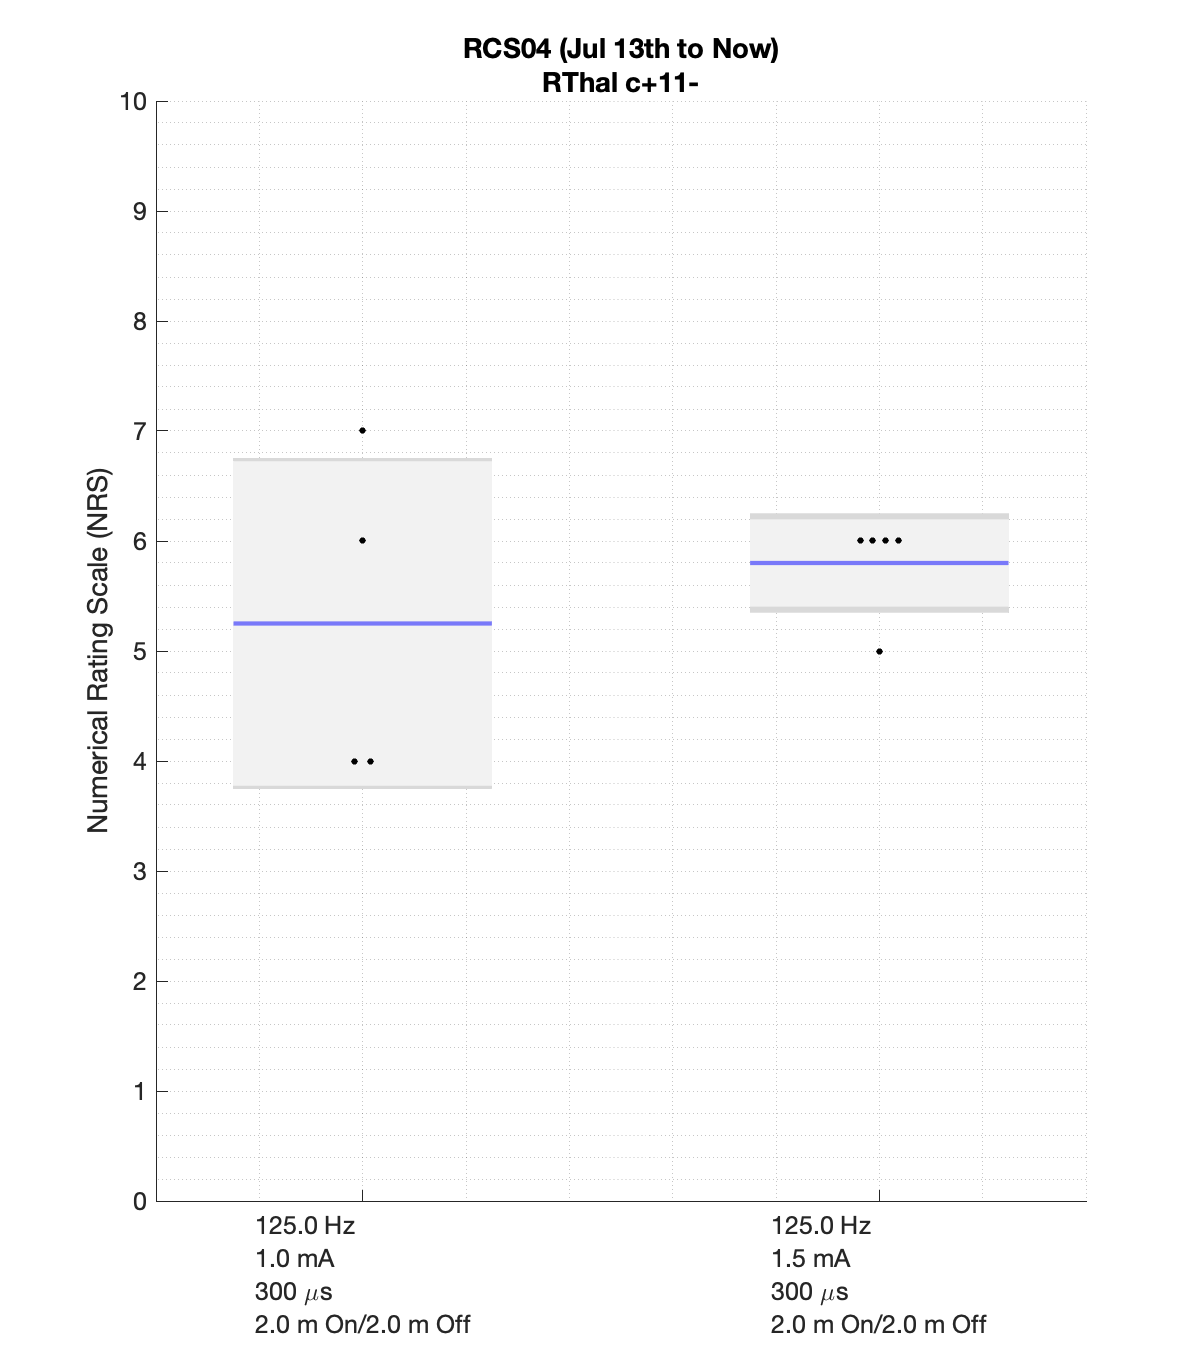 RCS04 (Jul 13th to Now)
RThal c+11-
10
9
8
7
6
5
4
3
2
1
0
Numerical Rating Scale (NRS)
125.0 Hz
1.0 mA
300 μs
2.0 m On/2.0 m Off
125.0 Hz
1.5 mA
300 μs
2.0 m On/2.0 m Off